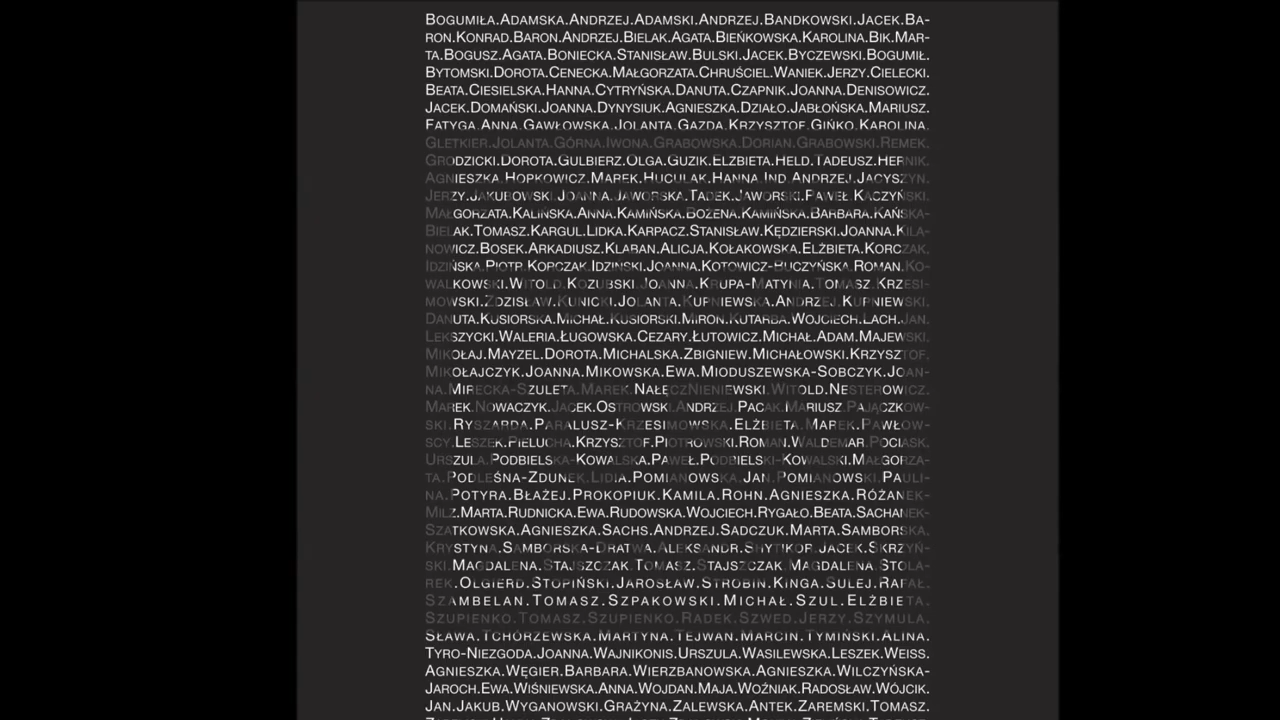 BOGUMIŁA.ADAMSKA.ANDRZEJ.ADAMSKI.ANDRZEJ.BANDKOWSKI.JACEK.BA-
RON.KONRAD.BARON.ANDRZEJ.BIELAK.AGATA.BIEŃKOWSKA.KAROLINA.BIK.MAR-
TA.BOGUSZ.AGATA.BONIECKA.STANISŁAW.BULSKI.JACEK.BYCZEWSKI.BOGUMIŁ.
BYTOMSKI.DOROTA.CENECKA.MAŁGORZATA.CHRUŚCIEL.WANIEK.JERZY.CIELECKI.
BEATA.CIESIELSKA.HANNA.CYTRYŃSKA.DANUTA.CZAPNIK.JOANNA.DENISOWICZ.
JACEK.DOMAŃSKI.JOANNA.DYNYSIUK.AGNIESZKA.DZIAŁO.JABŁOŃSKA.MARIUSZ.
FATYGA.ANNA.GAWŁOWSKA.JOLANTA.GAZDA.KRZYSZTOF.GIŃKO.KAROLINA.
GLETKIER.JOLANTA.GÓRNA.IWONA.GRABOWSKA.DORIAN.GRABOWSKI.REMEK.
GRODZICKI.DOROTA.GULBIERZ.OLGA.GUZIK.ELŻBIETA.HELD.TADEUSZ.HERNIK.
AGNIESZKA.HOPKOWICZ.MAREK.HUCULAK.HANNA.IND.ANDRZEJ.JACYSZYN.
JERZY.JAKUBOWSKI.JOANNA.JAWORSKA.TADEK.JAWORSKI.PAWEŁ.KACZYŃSKI.
MAŁGORZATA.KALIŃSKA.ANNA.KAMIŃSKA.BOŻENA.KAMIŃSKA.BARBARA.KAŃSKA-
BIELAK.TOMASZ.KARGUL.LIDKA.KARPACZ.STANISŁAW.KĘDZIERSKI.JOANNA.KILA-
NOWICZ.BOSEK.ARKADIUSZ.KLABAN.ALICJA.KOŁAKOWSKA.ELŻBIETA.KORCZAK.
IDZIŃSKA.PIOTR.KORCZAK.IDZIŃSKI.JOANNA.KOTOWICZ-BUCZYŃSKA.ROMAN.KO-
WALKOWSKI.WITOLD.KOZUBSKI.JOANNA.KRUPA-MATYNIA.TOMASZ.KRZESI-
MOWSKI.ZDZISŁAW.KUNICKI.JOLANTA.KUPNIEWSKA.ANDRZEJ.KUPNIEWSKI.
DANUTA.KUSIORSKA.MICHAŁ.KUSIORSKI.MIRON.KUTARBA.WOJCIECH.LACH.JAN.
LEKSZYCKI.WALERIA.ŁUGOWSKA.CEZARY.ŁUTOWICZ.MICHAŁ.ADAM.MAJEWSKI.
MIKOŁAJ.MAYZEL.DOROTA.MICHALSKA.ZBIGNIEW.MICHAŁOWSKI.KRZYSZTOF.
MIKOŁAJCZYK.JOANNA.MIKOWSKA.EWA.MIODUSZEWSKA-SOBCZYK.JOAN-
NA.MIRECKA-SZULETA.MAREK.NAŁĘCZNIENIEWSKI.WITOLD.NESTEROWICZ.
MAREK.NOWACZYK.JACEK.OSTROWSKI.ANDRZEJ.PACAK.MARIUSZ.PAJĄCZKOW-
SKI.RYSZARDA.PARALUSZ-KRZESIMOWSKA.ELŻBIETA.MAREK.PAWŁOW-
SCY.LESZEK.PIELUCHA.KRZYSZTOF.PIOTROWSKI.ROMAN.WALDEMAR.POCIASK.
URSZULA.PODBIELSKA-KOWALSKA.PAWEŁ.PODBIELSKI-KOWALSKI.MAŁGORZA-
TA.PODLEŚNA-ZDUNEK.LIDIA.POMIANOWSKA.JAN.POMIANOWSKI.PAULI-
NA.POTYRA.BŁAŻEJ.PROKOPIUK.KAMILA.ROHN.AGNIESZKA.RÓŻANEK-
MILZ.MARTA.RUDNICKA.EWA.RUDOWSKA.WOJCIECH.RYGAŁO.BEATA.SACHANEK-
SZATKOWSKA.AGNIESZKA.SACHS.ANDRZEJ.SADCZUK.MARTA.SAMBORSKA.
KRYSTYNA.SAMBORSKA-DRATWA.ALEKSANDR.SHYTIKOR.JACEK.SKRZYŃ-
SKI.MAGDALENA.STAJSZCZAK.TOMASZ.STAJSZCZAK.MAGDALENA.STOLA-
REK.OLGIERD.STOPIŃSKI.JAROSŁAW.STROBIN.KINGA.SULEJ.RAFAŁ.
SZAMBELAN.TOMASZ.SZPAKOWSKI.MICHAŁ.SZUL.ELŻBIETA.
SZUPIENKO.TOMASZ.SZUPIENKO.RADEK.SZWED.JERZY.SZYMULA.
SŁAWA.TCHÓRZEWSKA.MARTYNA.TEJWAN.MARCIN.TYMIŃSKI.ALINA.
TYRO-NIEZGODA.JOANNA.WAJNIKONIS.URSZULA.WASILEWSKA.LESZEK.WEISS.
AGNIESZKA.WĘGIER.BARBARA.WIERZBANOWSKA.AGNIESZKA.WILCZYŃSKA-
JAROCH.EWA.WIŚNIEWSKA.ANNA.WOJDAN.MAJA.WOŹNIAK.RADOSŁAW.WÓJCIK.
JAN.JAKUB.WYGANOWSKI.GRAŻYNA.ZALEWSKA.ANTEK.ZAREMSKI.TOMASZ.